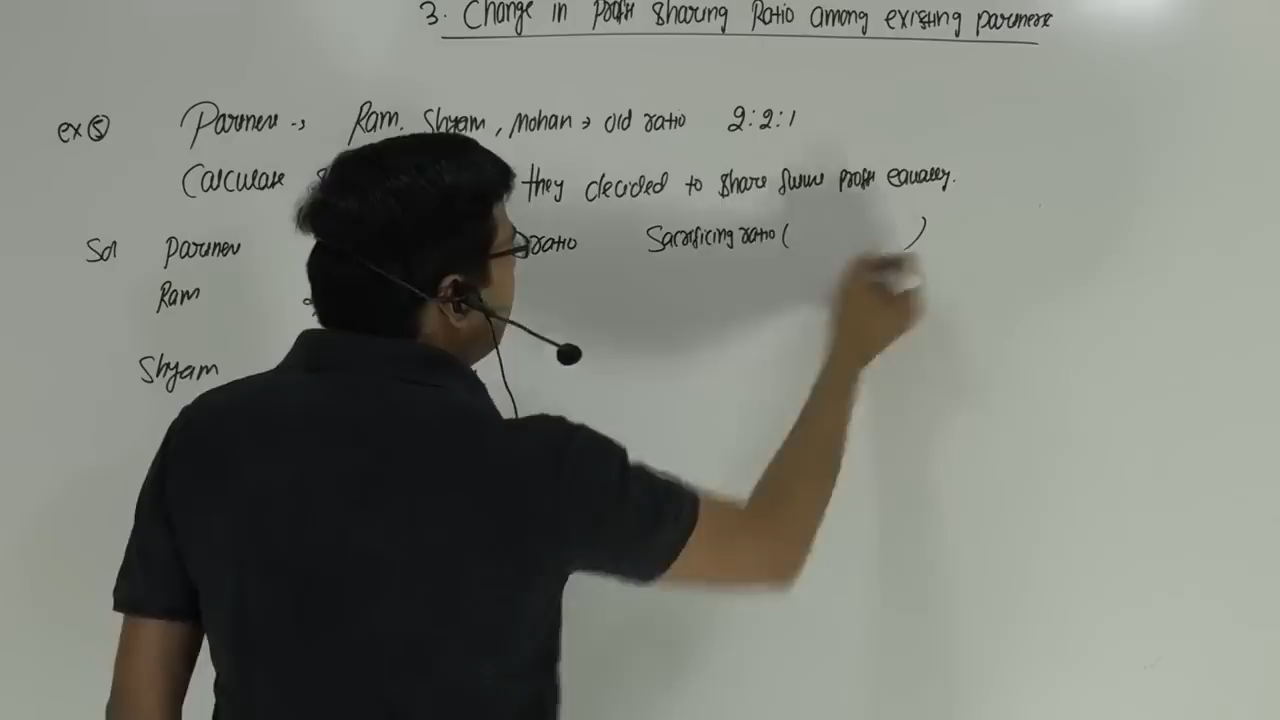 3. Change in Profit Sharing Ratio among existing partners
ex ⑤ Partners → Ram, Shyam, Mohan → old ratio 2:2:1
Calculate they decided to share future profit equally.
Sol Partner ratio Sacrificing ratio ( )
Ram
Shyam